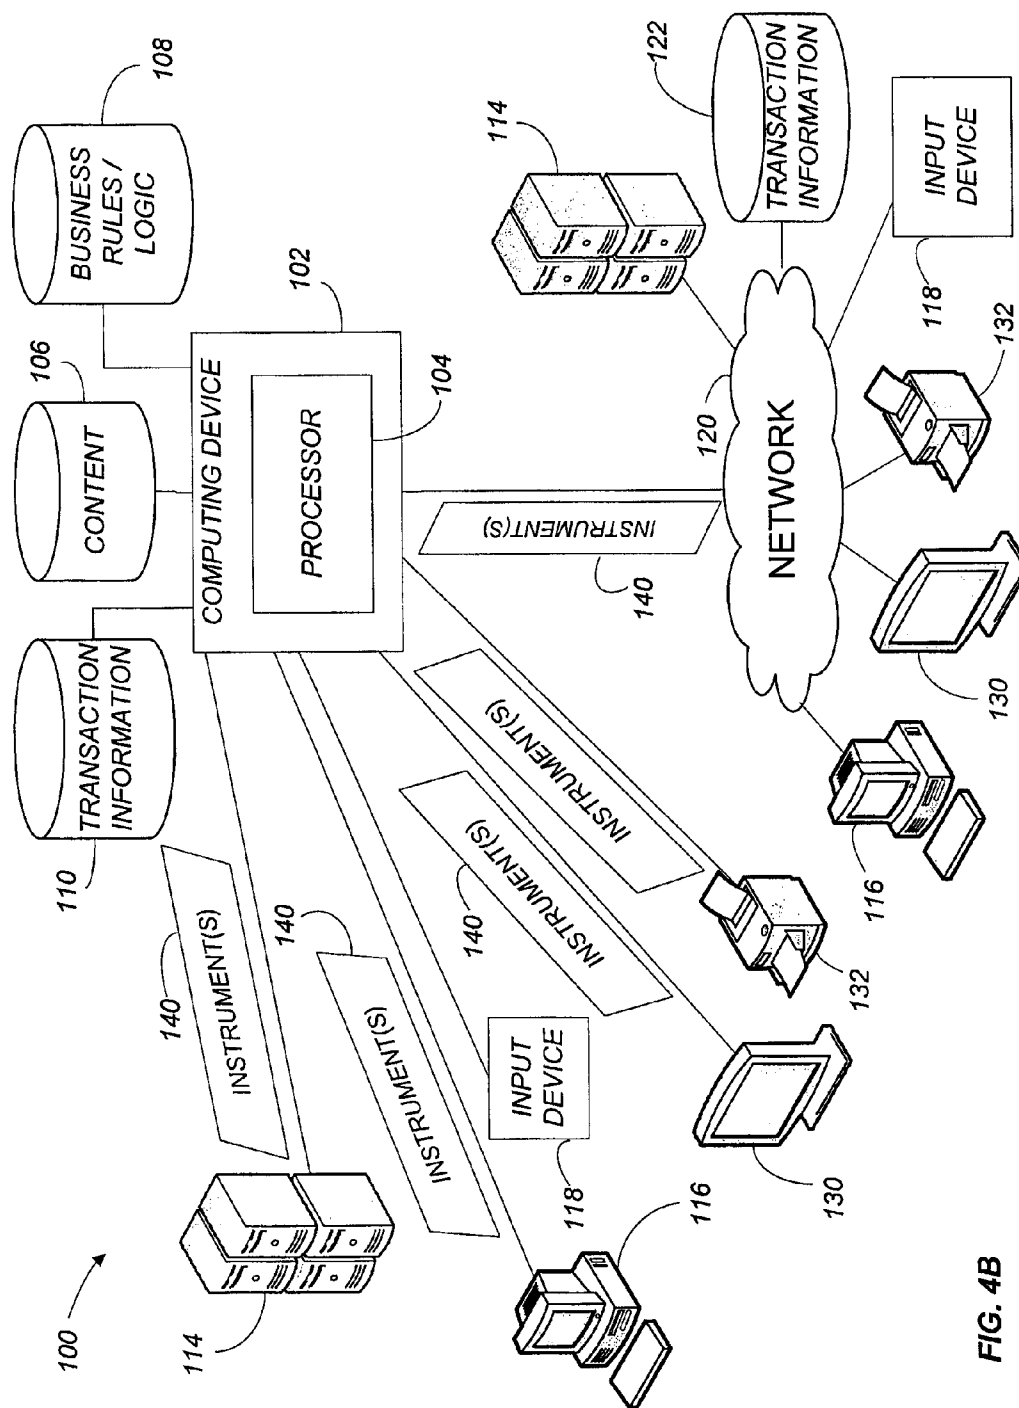 100
110
106
108
TRANSACTION
INFORMATION
CONTENT
BUSINESS
RULES /
LOGIC
140
114
INSTRUMENT(S)
COMPUTING DEVICE
102
140
PROCESSOR
INSTRUMENT(S)
104
140
INSTRUMENT(S)
INSTRUMENT(S)
114
INPUT
DEVICE
118
INSTRUMENT(S)
140
122
116
120
TRANSACTION
INFORMATION
NETWORK
130
132
116
INPUT
DEVICE
118
130
132
FIG. 4B